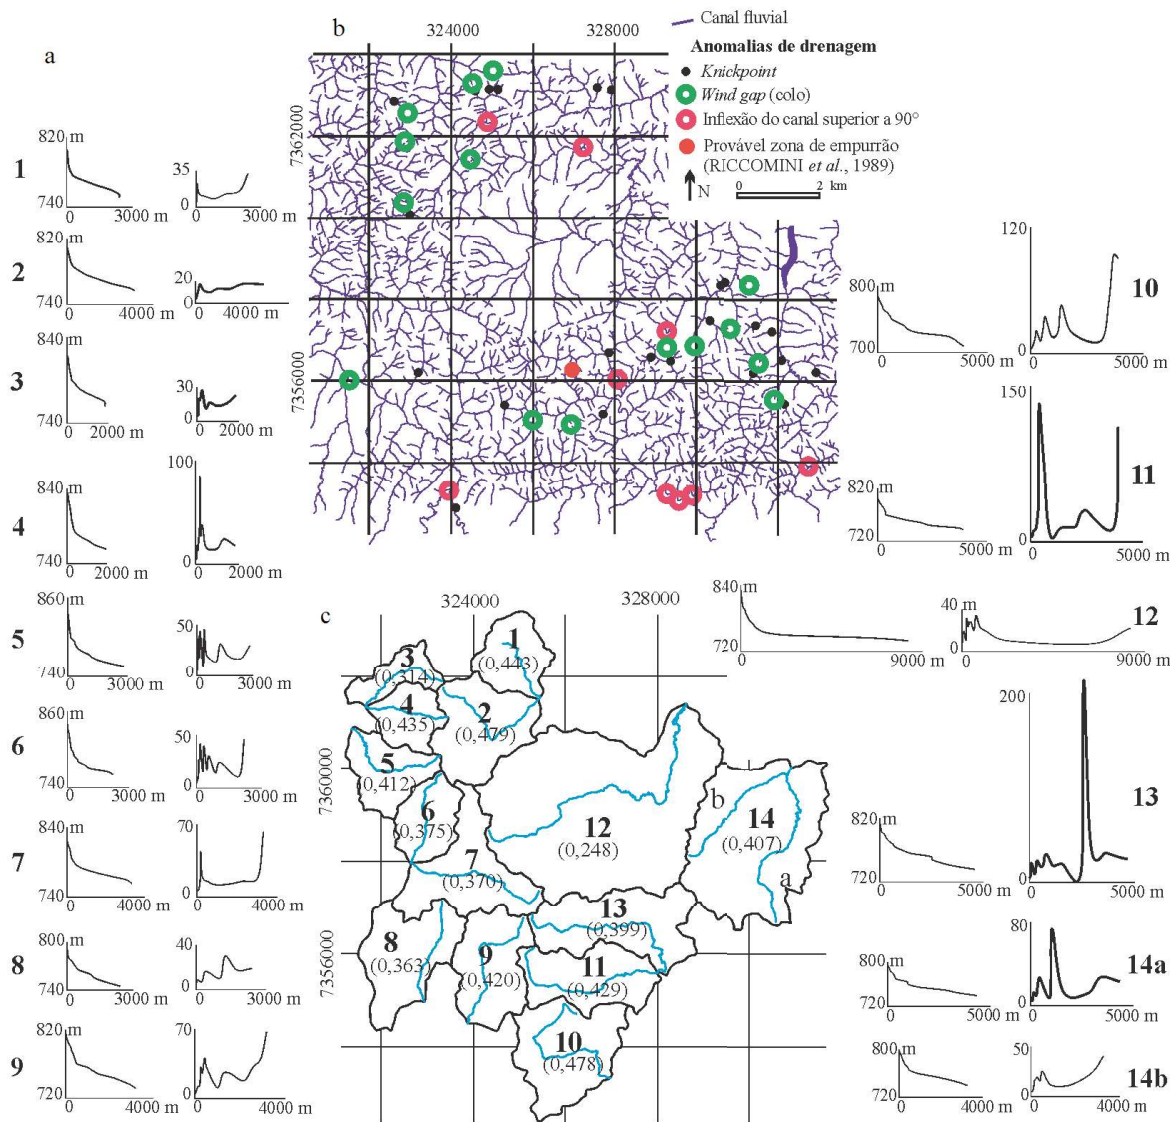 a
b
324000
328000
Canal fluvial
Anomalias de drenagem
Knickpoint
Wind gap (colo)
Inflexão do canal superior a 90°
Provável zona de empurrão
(RICCOMINI et al., 1989)
N
0 2 km
7362000
7356000
1
820
m
740
3000 m
35
0
0 3000 m
2
820
m
740
0 4000 m
20
0
0 4000 m
3
840
m
740
0 2000 m
30
0
0 2000 m
4
840
m
740
0 2000 m
100
0
0 2000 m
5
860
m
740
0 3000 m
50
0
0 3000 m
6
860
m
740
0 3000 m
50
0
0 3000 m
7
840
m
740
0 4000 m
70
0
0 4000 m
8
800
m
740
0 3000 m
40
0
0 3000 m
9
820
m
720
0 4000 m
70
0
0 4000 m
10
800
m
700
0 5000 m
120
0
0 5000 m
11
820
m
720
0 5000 m
150
0
0 5000 m
12
840
m
720
0 9000 m
40 m
0
0 9000 m
13
820
m
720
0 5000 m
200
0
0 5000 m
14a
800
m
720
0 5000 m
80
0
0 5000 m
14b
800
m
720
0 4000 m
50
0
0 4000 m
c
324000
328000
7360000
7356000
1
(0,443)
3
(0,314)
4
(0,435)
2
(0,479)
5
(0,412)
6
(0,375)
12
(0,248)
b
14
(0,407)
a
7
(0,370)
13
(0,399)
8
(0,363)
9
(0,420)
11
(0,429)
10
(0,478)